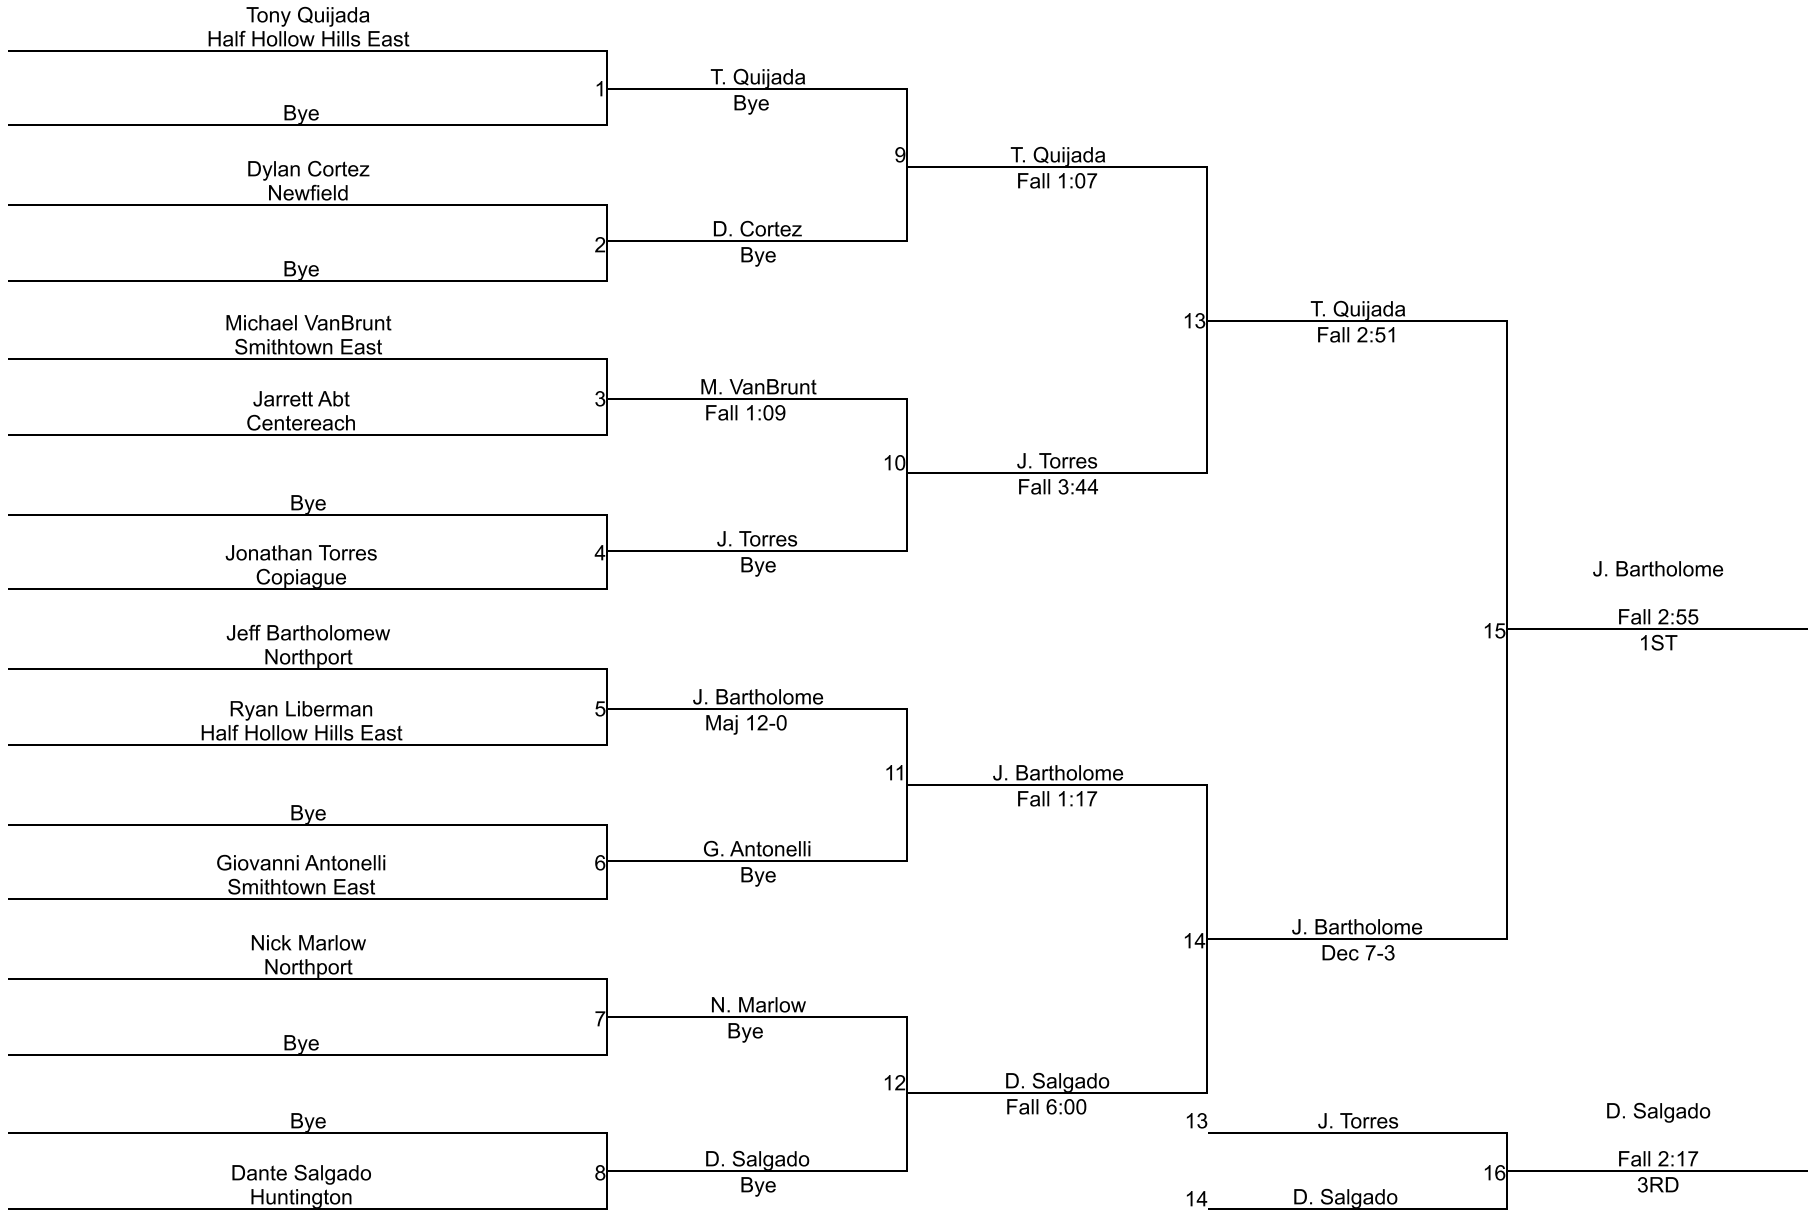 Tony Quijada
Half Hollow Hills East
1
Bye
T. Quijada
Bye
Dylan Cortez
Newfield
2
Bye
D. Cortez
Bye
9
T. Quijada
Fall 1:07
Michael VanBrunt
Smithtown East
3
Jarrett Abt
Centereach
M. VanBrunt
Fall 1:09
Bye
4
Jonathan Torres
Copiague
J. Torres
Bye
10
J. Torres
Fall 3:44
13
T. Quijada
Fall 2:51
Jeff Bartholomew
Northport
5
Ryan Liberman
Half Hollow Hills East
J. Bartholome
Maj 12-0
Bye
6
Giovanni Antonelli
Smithtown East
G. Antonelli
Bye
11
J. Bartholome
Fall 1:17
Nick Marlow
Northport
7
Bye
N. Marlow
Bye
Bye
8
Dante Salgado
Huntington
D. Salgado
Bye
12
D. Salgado
Fall 6:00
14
J. Bartholome
Dec 7-3
15
J. Bartholome
Fall 2:55
1ST
13
J. Torres
14
D. Salgado
16
D. Salgado
Fall 2:17
3RD